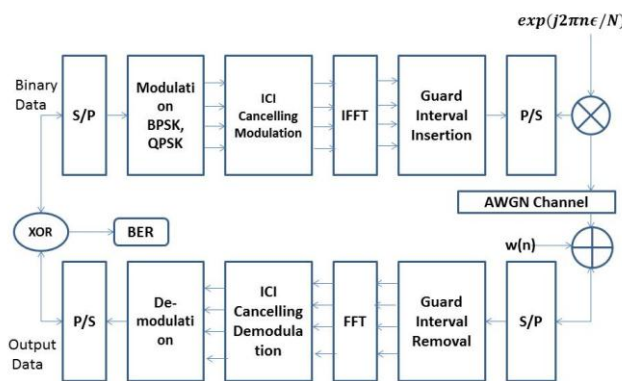 exp(j2πnϵ/N)
Binary
Data
S/P
Modulati
on
BPSK,
QPSK
ICI
Cancelling
Modulation
IFFT
Guard
Interval
Insertion
P/S
AWGN Channel
XOR
BER
w(n)
P/S
De-
modulati
on
ICI
Cancelling
Demodula
tion
FFT
Guard
Interval
Removal
S/P
Output
Data